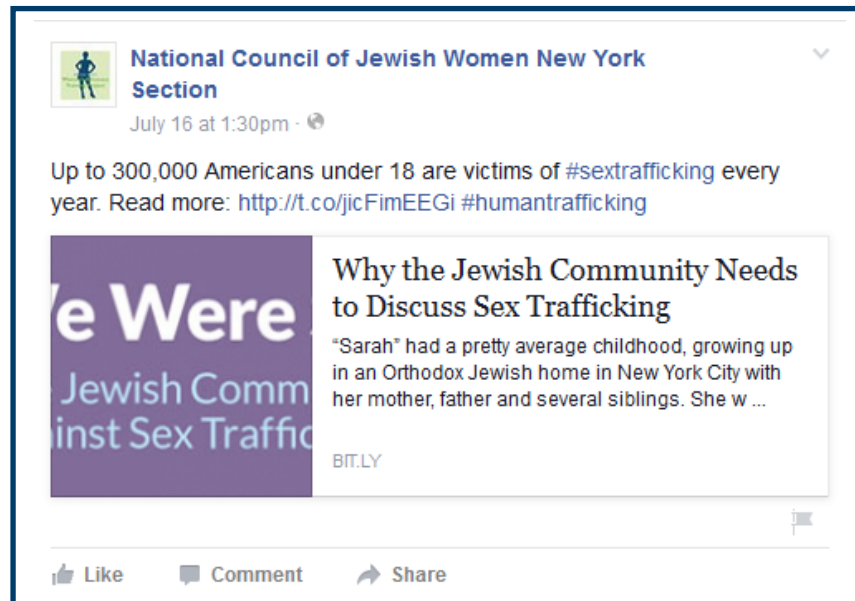 National Council of Jewish Women New York
Section
July 16 at 1:30pm ·
Up to 300,000 Americans under 18 are victims of #sextrafficking every
year. Read more: http://t.co/jicFimEEGi #humantrafficking
e Were
Jewish Comm
inst Sex Traffic
Why the Jewish Community Needs
to Discuss Sex Trafficking
“Sarah” had a pretty average childhood, growing up
in an Orthodox Jewish home in New York City with
her mother, father and several siblings. She w ...
BIT.LY
Like
Comment
Share